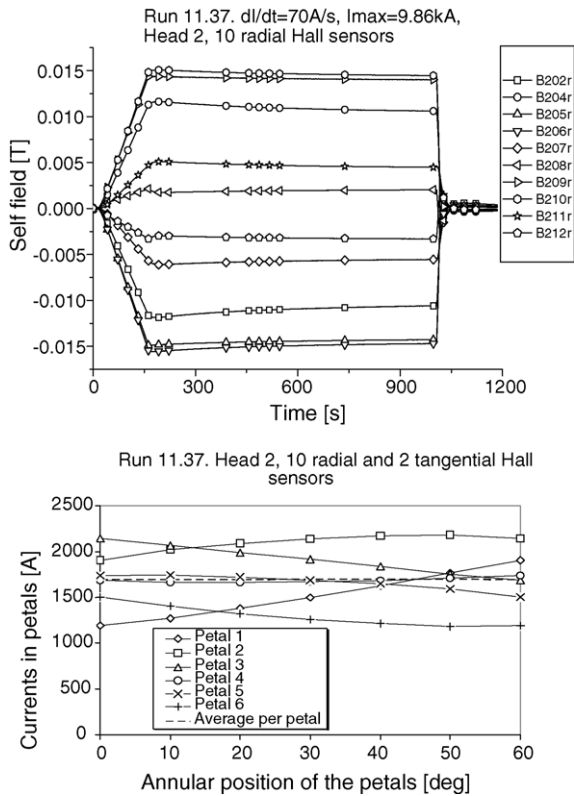 Run 11.37. dI/dt=70A/s, Imax=9.86kA,
Head 2, 10 radial Hall sensors
Self field [T]
0.015
0.010
0.005
0.000
-0.005
-0.010
-0.015
0
300
600
900
1200
Time [s]
B202r
B204r
B205r
B206r
B207r
B208r
B209r
B210r
B211r
B212r
Run 11.37. Head 2, 10 radial and 2 tangential Hall
sensors
Currents in petals [A]
2500
2000
1500
1000
500
0
Petal 1
Petal 2
Petal 3
Petal 4
Petal 5
Petal 6
Average per petal
0
10
20
30
40
50
60
Annular position of the petals [deg]